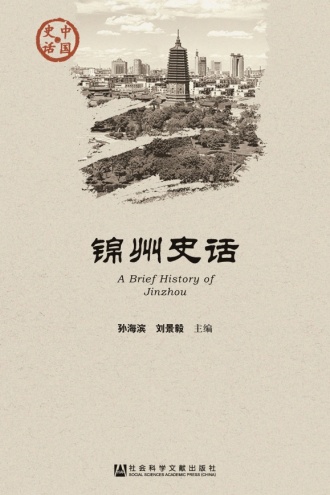 中国史话
锦州史话
A Brief History of
Jinzhou
孙海滨 刘景毅 主编
社会科学文献出版社
SOCIAL SCIENCES ACADEMIC PRESS (CHINA)